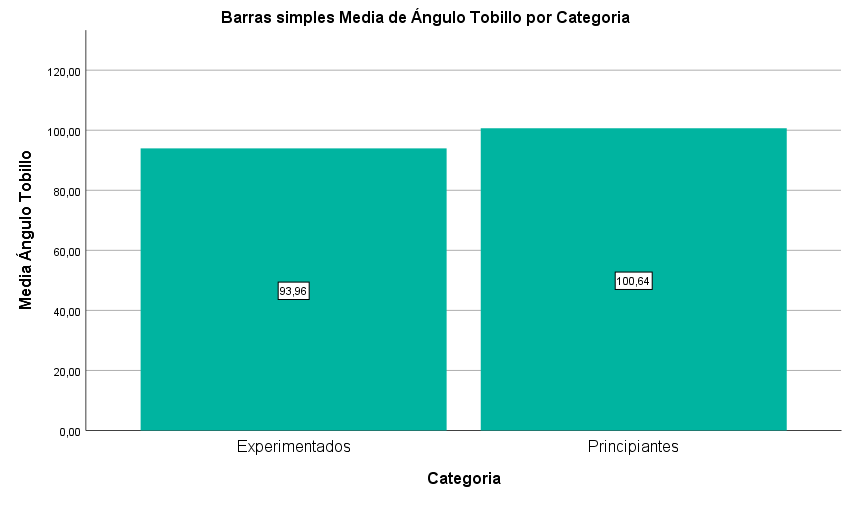 Barras simples Media de Ángulo Tobillo por Categoria
Media Ángulo Tobillo
120,00
100,00
80,00
60,00
40,00
20,00
0,00
93,96
100,64
Experimentados
Principiantes
Categoria